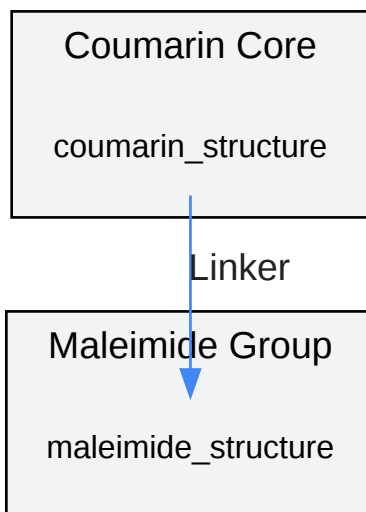 Coumarin Core
coumarin_structure
Linker
Maleimide Group
maleimide_structure